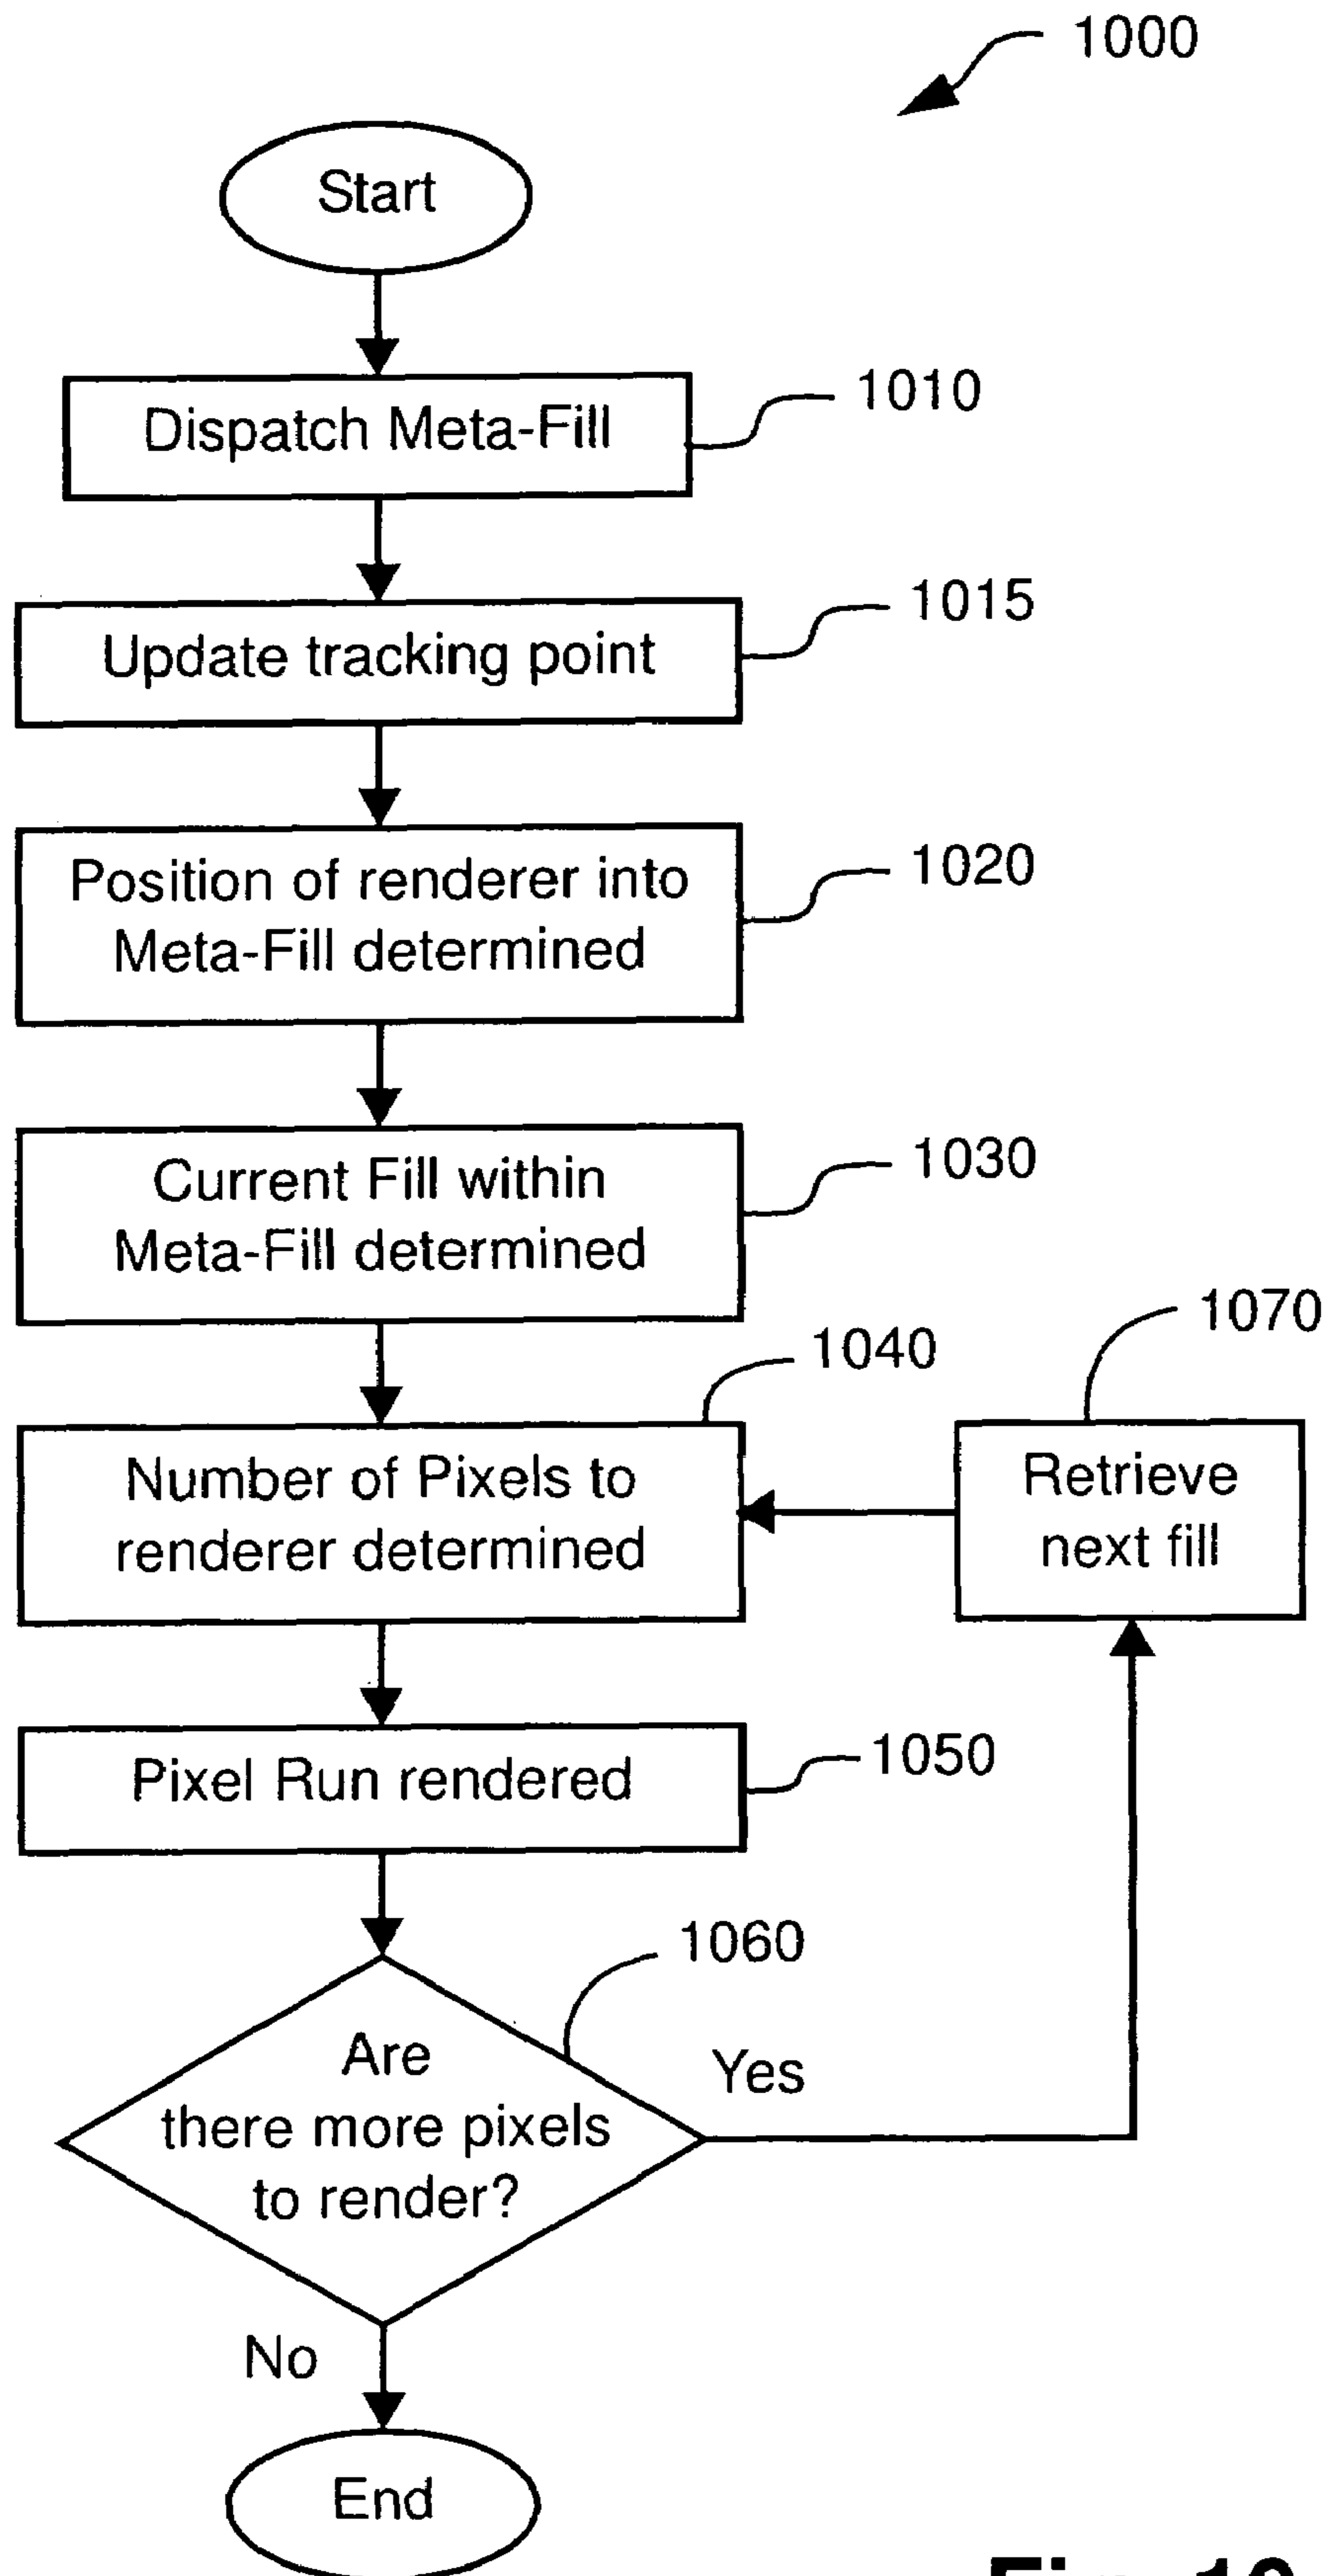 1000
Start
Dispatch Meta-Fill
1010
Update tracking point
1015
Position of renderer into
Meta-Fill determined
1020
Current Fill within
Meta-Fill determined
1030
Number of Pixels to
renderer determined
1040
Retrieve
next fill
1070
Pixel Run rendered
1050
Are
there more pixels
to render?
1060
Yes
No
End